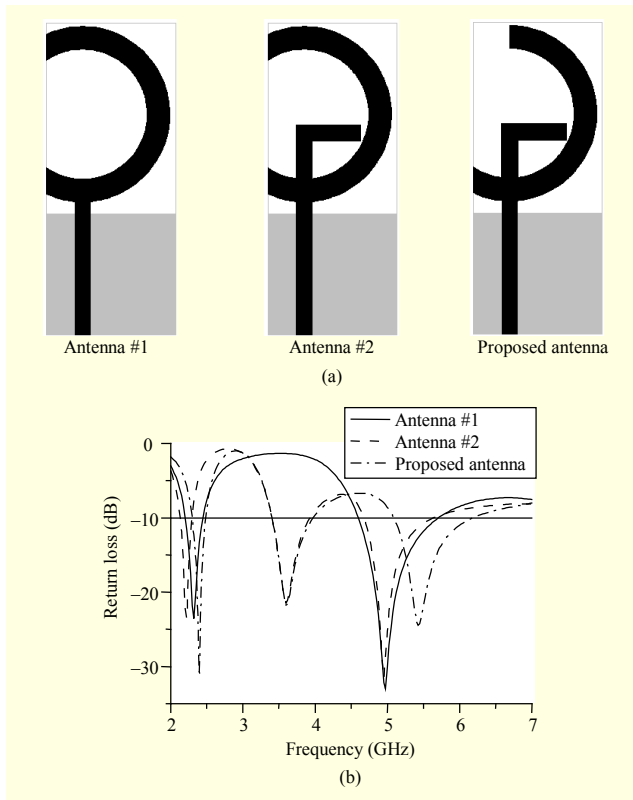 Antenna #1
Antenna #2
Proposed antenna
(a)
Antenna #1
Antenna #2
Proposed antenna
Return loss (dB)
0
–10
–20
–30
2 3 4 5 6 7
Frequency (GHz)
(b)